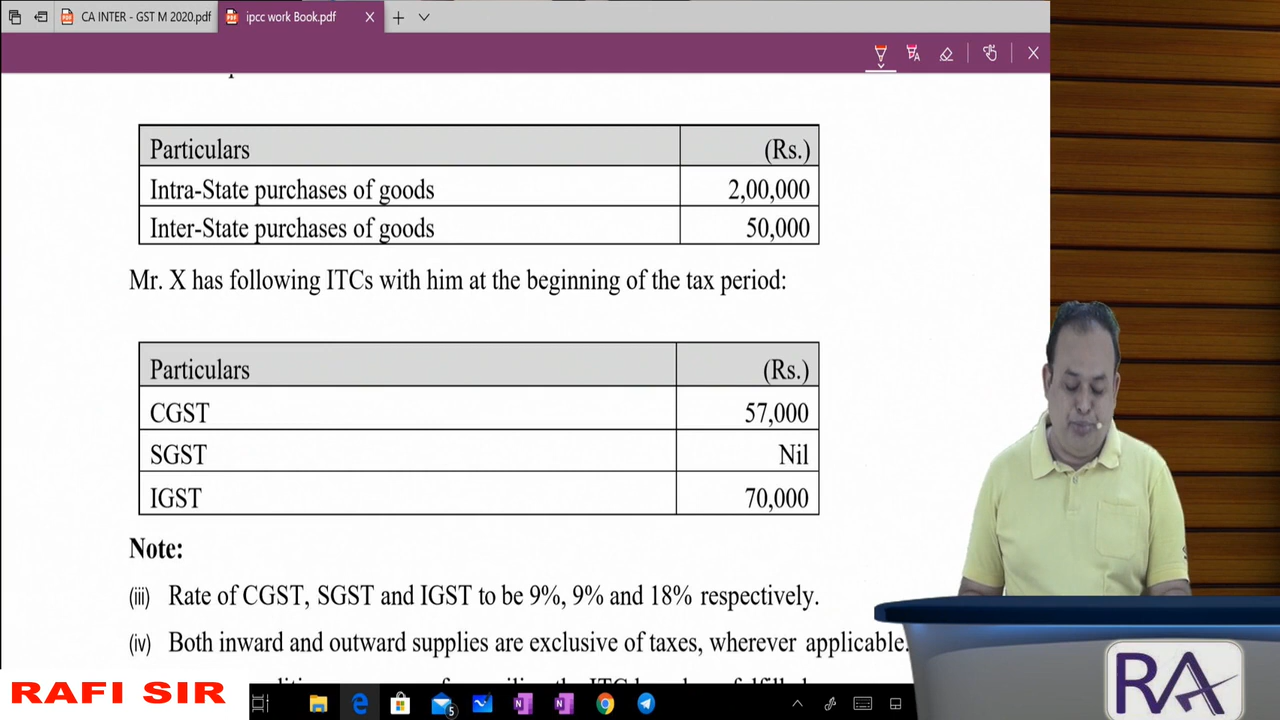 CA INTER - GST M 2020.pdf
ipcc work Book.pdf
Particulars (Rs.)
Intra-State purchases of goods 2,00,000
Inter-State purchases of goods 50,000
Mr. X has following ITCs with him at the beginning of the tax period:
Particulars (Rs.)
CGST 57,000
SGST Nil
IGST 70,000
Note:
(iii) Rate of CGST, SGST and IGST to be 9%, 9% and 18% respectively.
(iv) Both inward and outward supplies are exclusive of taxes, wherever applicable.
RAFI SIR
5
RA